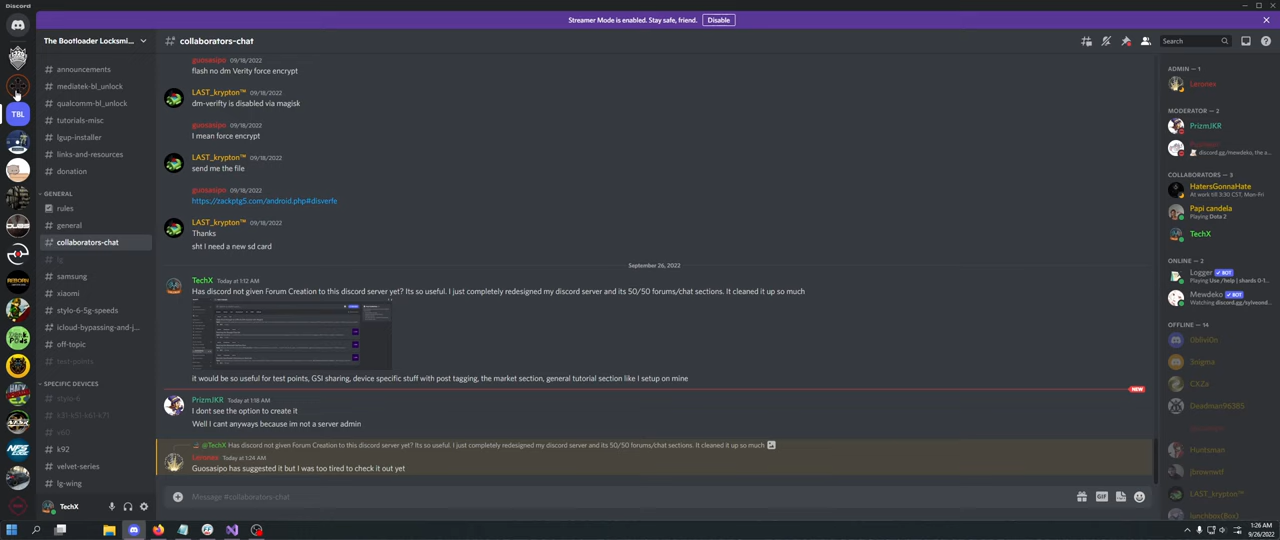 Discord
Streamer Mode is enabled. Stay safe, friend.
Disable
The Bootloader Locksmi...
collaborators-chat
Search
TBL
announcements
mediatek-bl_unlock
qualcomm-bl_unlock
tutorials-misc
lgup-installer
links-and-resources
donation
GENERAL
rules
general
collaborators-chat
lg
samsung
xiaomi
stylo-6-5g-speeds
icloud-bypassing-and-j...
off-topic
test-points
SPECIFIC DEVICES
stylo-6
k51-k51-k61-k71
v60
k92
velvet-series
lg-wing
TechX
guosasipo 09/18/2022
flash no dm Verity force encrypt
LAST_krypton™ 09/18/2022
dm-verifty is disabled via magisk
guosasipo 09/18/2022
I mean force encrypt
LAST_krypton™ 09/18/2022
send me the file
guosasipo 09/18/2022
https://zackptg5.com/android.php#disverfe
LAST_krypton™ 09/18/2022
Thanks
sht I need a new sd card
September 26, 2022
TechX Today at 1:12 AM
Has discord not given Forum Creation to this discord server yet? Its so useful. I just completely redesigned my discord server and its 50/50 forums/chat sections. It cleaned it up so much
it would be so useful for test points, GSI sharing, device specific stuff with post tagging, the market section, general tutorial section like I setup on mine
NEW
PrizmJKR Today at 1:18 AM
I dont see the option to create it
Well I cant anyways because im not a server admin
@TechX Has discord not given Forum Creation to this discord server yet? Its so useful. I just completely redesigned my discord server and its 50/50 forums/chat sections. It cleaned it up so much
Lensnex Today at 1:24 AM
Guosasipo has suggested it but I was too tired to check it out yet
Message #collaborators-chat
GIF
ADMIN — 1
Lensnex
MODERATOR — 2
PrizmJKR
discord.gg/mewdeko, the a...
COLLABORATORS — 3
HatersGonnaHate
At work till 3:30 CST, Mon-Fri
Papi candela
Playing Dota 2
TechX
ONLINE — 2
Logger BOT
Playing Use /help | shards 0-1...
Mewdeko BOT
Watching discord.gg/sylveond...
OFFLINE — 14
0b8vi0n
3nigma
CXZa
Deadman96385
Huntsman
jbrownwtf
LAST_krypton™
lunchbox(Box)
1:26 AM
9/26/2022